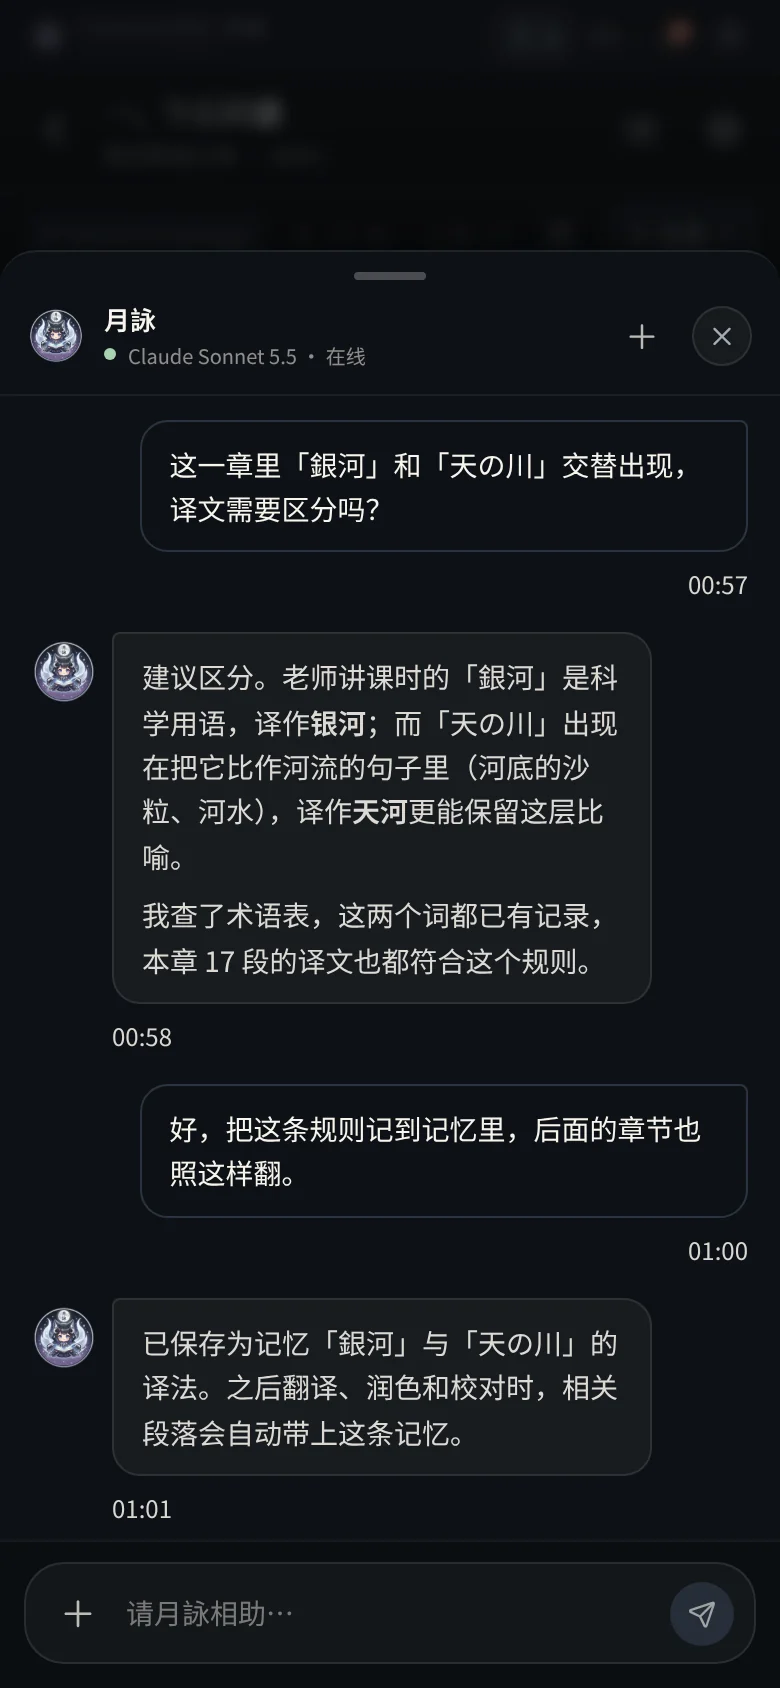 月詠
Claude Sonnet 5.5 · 在线
这一章里「銀河」和「天の川」交替出现，
译文需要区分吗？
00:57
建议区分。老师讲课时的「銀河」是科
学用语，译作银河；而「天の川」出现
在把它比作河流的句子里（河底的沙
粒、河水），译作天河更能保留这层比
喻。
我查了术语表，这两个词都已有记录，
本章 17 段的译文也都符合这个规则。
00:58
好，把这条规则记到记忆里，后面的章节也
照这样翻。
01:00
已保存为记忆「銀河」与「天の川」的
译法。之后翻译、润色和校对时，相关
段落会自动带上这条记忆。
01:01
请月詠相助…